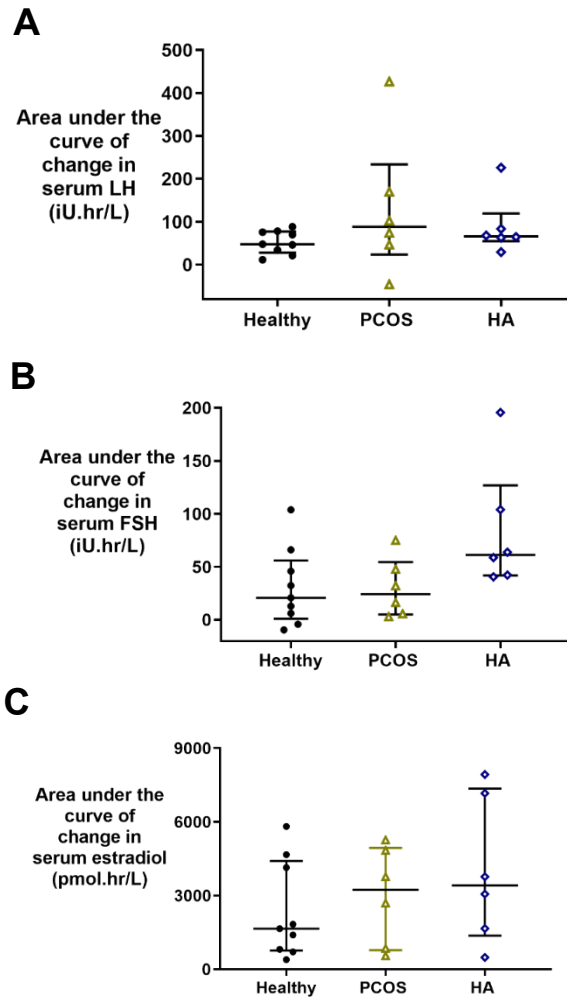 A
Area under the
curve of
change in
serum LH
(iU.hr/L)
500
400
300
200
100
0
Healthy PCOS HA
B
Area under the
curve of
change in
serum FSH
(iU.hr/L)
200
150
100
50
0
Healthy PCOS HA
C
Area under the
curve of
change in
serum estradiol
(pmol.hr/L)
9000
6000
3000
0
Healthy PCOS HA